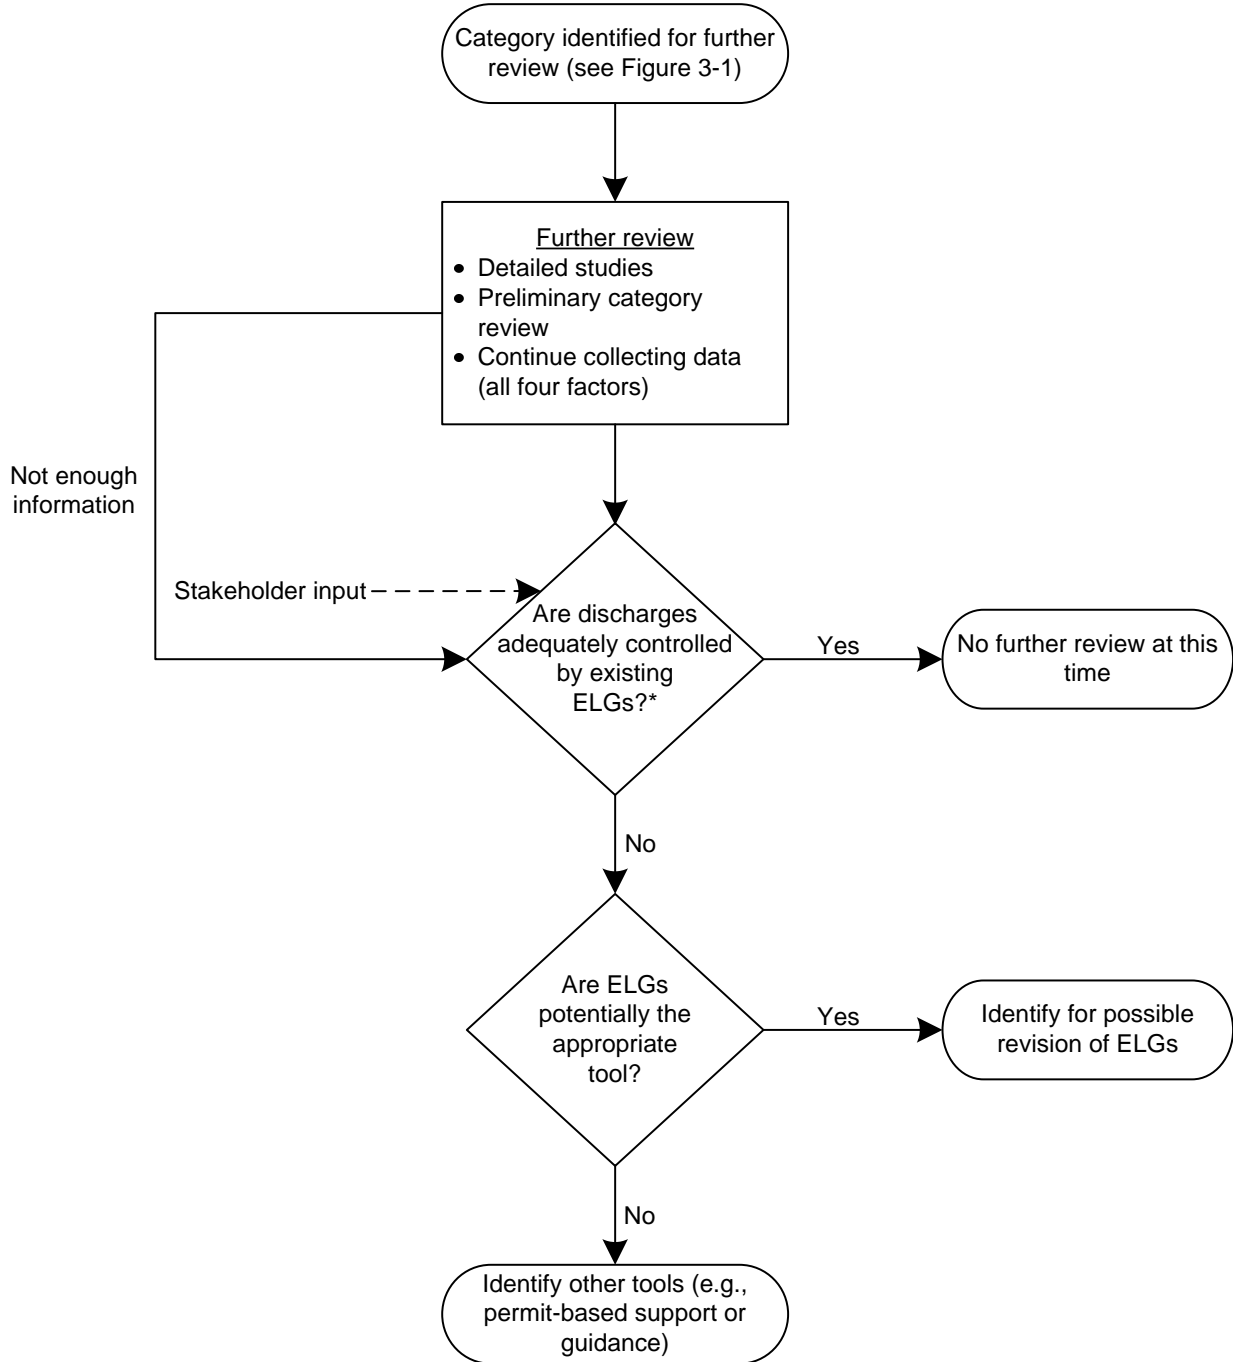 Category identified for further
review (see Figure 3-1)
Further review
• Detailed studies
• Preliminary category
review
• Continue collecting data
(all four factors)
Not enough
information
Stakeholder input
Are discharges
adequately controlled
by existing
ELGs?*
Yes
No further review at this
time
No
Are ELGs
potentially the
appropriate
tool?
Yes
Identify for possible
revision of ELGs
No
Identify other tools (e.g.,
permit-based support or
guidance)